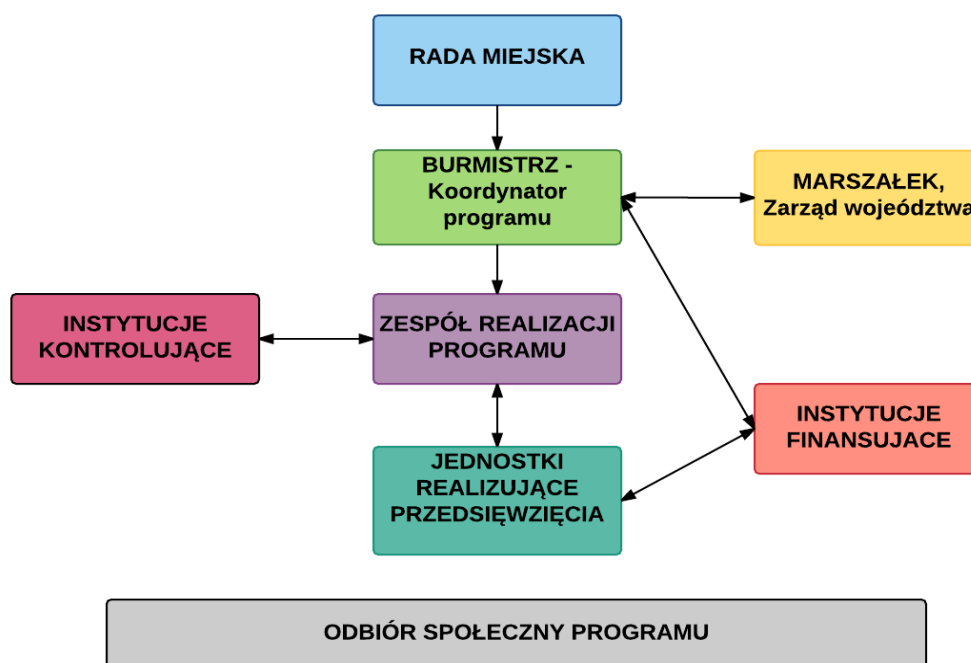 RADA MIEJSKA
BURMISTRZ -
Koordynator
programu
MARSZAŁEK,
Zarząd wojeództwa
INSTYTUCJE
KONTROLUJĄCE
ZESPÓŁ REALIZACJI
PROGRAMU
INSTYTUCJE
FINANSUJACE
JEDNOSTKI
REALIZUJĄCE
PRZEDSIĘWZIĘCIA
ODBIÓR SPOŁECZNY PROGRAMU